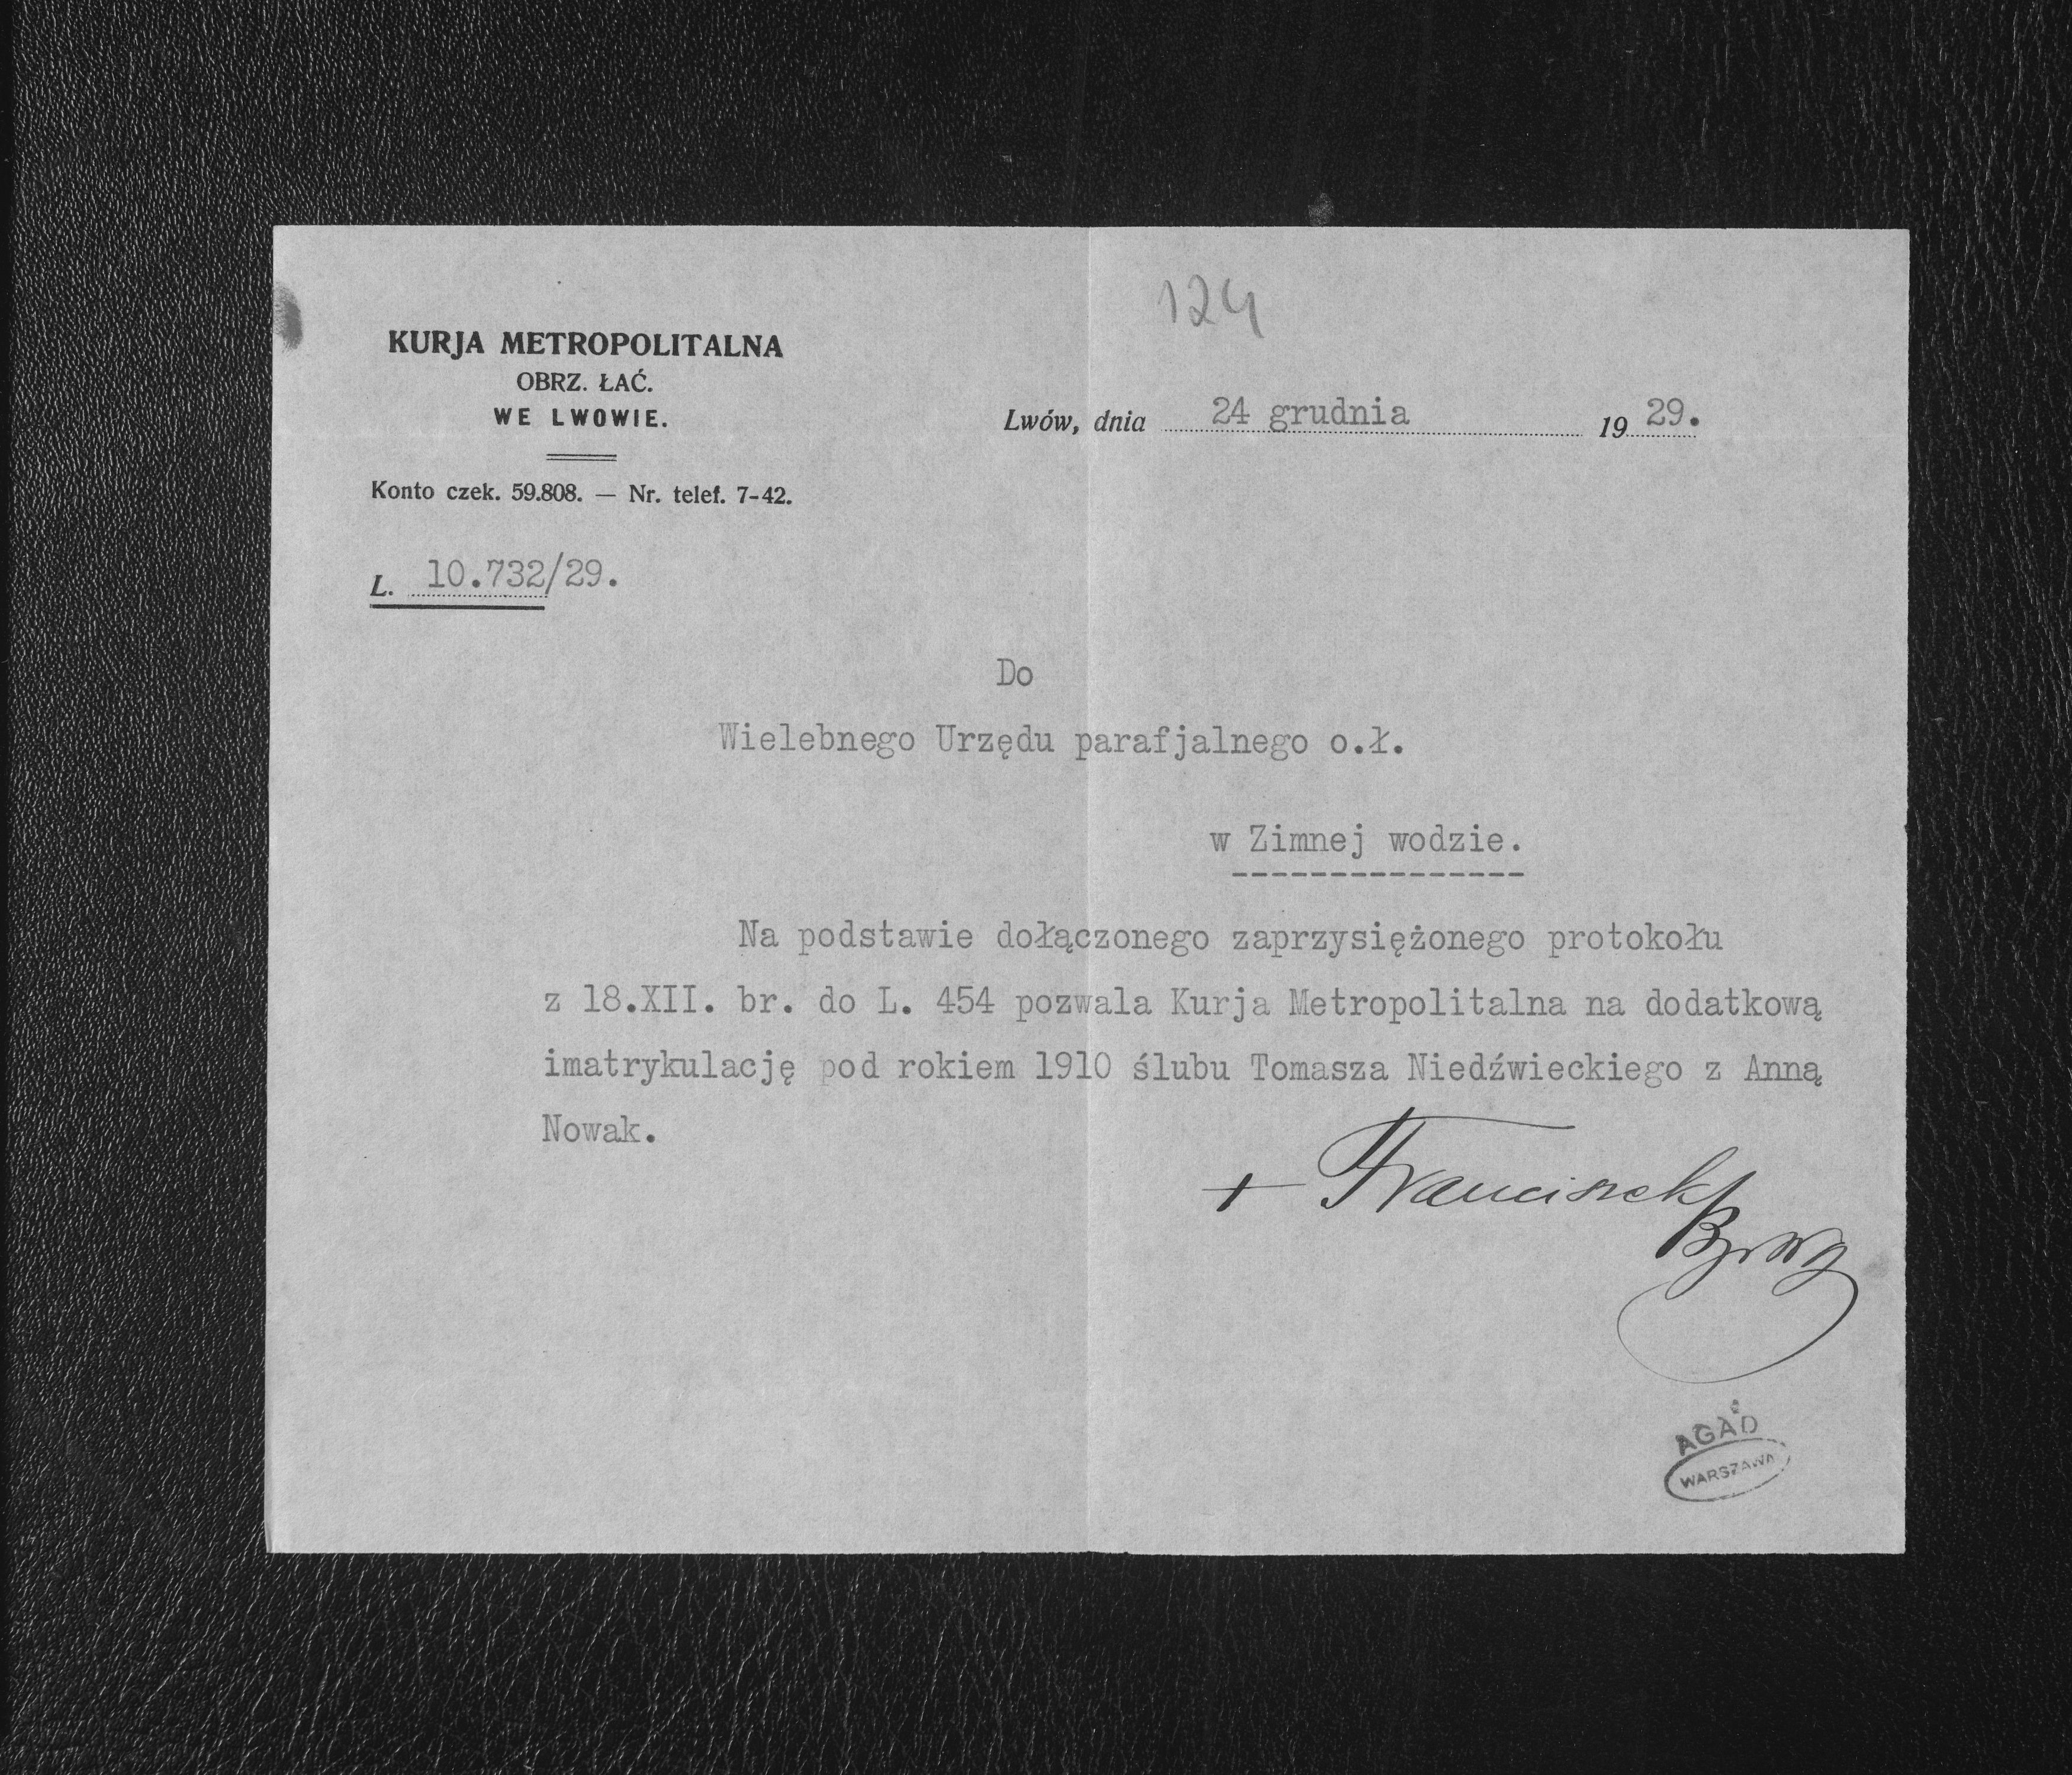 124
KURJA METROPOLITALNA
OBRZ. ŁAĆ.
WE LWOWIE.
Konto czek. 59.808. — Nr. telef. 7-42.
Lwów, dnia 24 grudnia 1929.
L. 10.732/29.
Do
Wielebnego Urzędu parafjalnego o.ł.
w Zimnej wodzie.
Na podstawie dołączonego zaprzysiężonego protokołu
z 18.XII. br. do L. 454 pozwala Kurja Metropolitalna na dodatkową
imatrykulację pod rokiem 1910 ślubu Tomasza Niedźwieckiego z Anną
Nowak.
+ Franciszek
AGAD
WARSZAWA